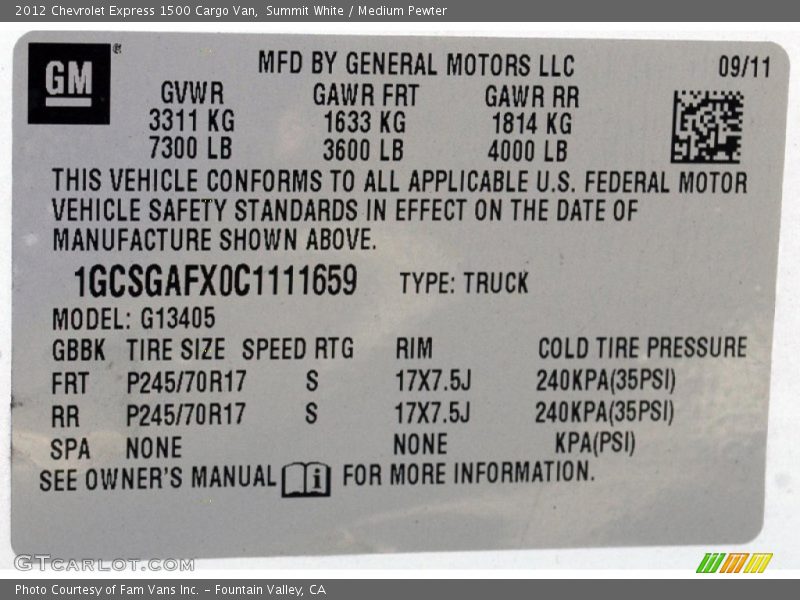 2012 Chevrolet Express 1500 Cargo Van, Summit White / Medium Pewter
GM ®
MFD BY GENERAL MOTORS LLC 09/11
GVWR GAWR FRT GAWR RR
3311 KG 1633 KG 1814 KG
7300 LB 3600 LB 4000 LB
THIS VEHICLE CONFORMS TO ALL APPLICABLE U.S. FEDERAL MOTOR
VEHICLE SAFETY STANDARDS IN EFFECT ON THE DATE OF
MANUFACTURE SHOWN ABOVE.
1GCSGAFX0C1111659 TYPE: TRUCK
MODEL: G13405
GBBK TIRE SIZE SPEED RTG RIM COLD TIRE PRESSURE
FRT P245/70R17 S 17X7.5J 240KPA(35PSI)
RR P245/70R17 S 17X7.5J 240KPA(35PSI)
SPA NONE NONE KPA(PSI)
SEE OWNER'S MANUAL i FOR MORE INFORMATION.
GTCARLOT.COM
Photo Courtesy of Fam Vans Inc. - Fountain Valley, CA